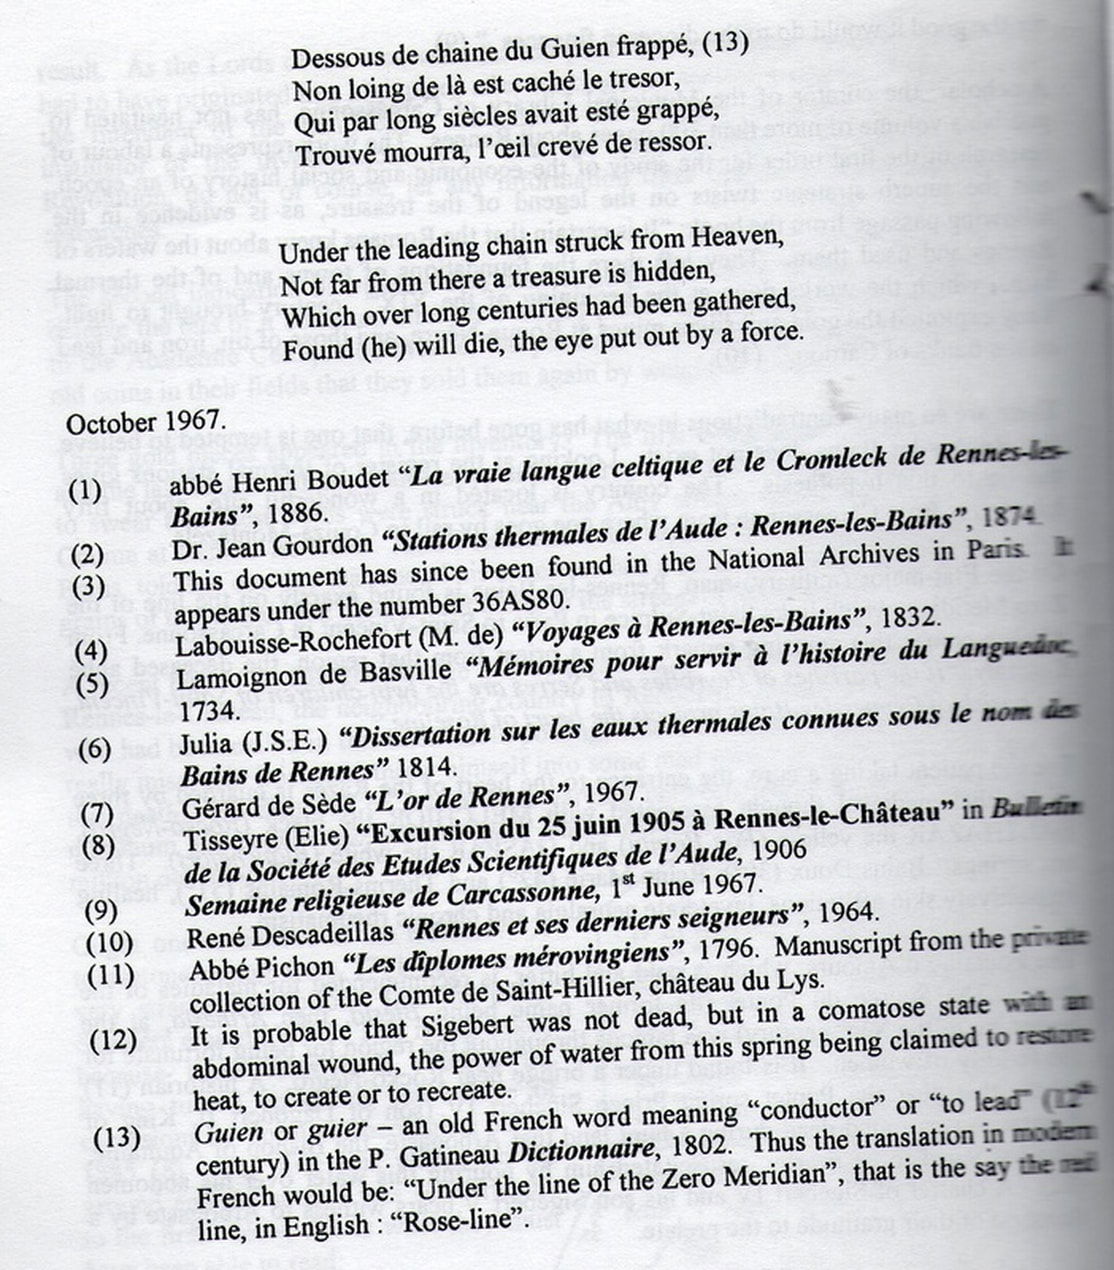 Dessous de chaine du Guien frappé, (13)
Non loing de là est caché le tresor,
Qui par long siècles avait esté grappé,
Trouvé mourra, l'œil crevé de ressor.
Under the leading chain struck from Heaven,
Not far from there a treasure is hidden,
Which over long centuries had been gathered,
Found (he) will die, the eye put out by a force.
October 1967.
(1) abbé Henri Boudet “La vraie langue celtique et le Cromleck de Rennes-les-
Bains”, 1886.
(2) Dr. Jean Gourdon “Stations thermales de l'Aude : Rennes-les-Bains”, 1874.
(3) This document has since been found in the National Archives in Paris. It
appears under the number 36AS80.
(4) Labouisse-Rochefort (M. de) “Voyages à Rennes-les-Bains”, 1832.
(5) Lamoignon de Basville “Mémoires pour servir à l'histoire du Languedoc,
1734.
(6) Julia (J.S.E.) “Dissertation sur les eaux thermales connues sous le nom des
Bains de Rennes” 1814.
(7) Gérard de Sède “L'or de Rennes”, 1967.
(8) Tisseyre (Elie) “Excursion du 25 juin 1905 à Rennes-le-Château” in Bulletin
de la Société des Etudes Scientifiques de l'Aude, 1906
(9) Semaine religieuse de Carcassonne, 1st June 1967.
(10) René Descadeillas “Rennes et ses derniers seigneurs”, 1964.
(11) Abbé Pichon “Les dîplomes mérovingiens”, 1796. Manuscript from the private
collection of the Comte de Saint-Hillier, château du Lys.
(12) It is probable that Sigebert was not dead, but in a comatose state with an
abdominal wound, the power of water from this spring being claimed to restore
heat, to create or to recreate.
(13) Guien or guier – an old French word meaning “conductor” or “to lead” (12th
century) in the P. Gatineau Dictionnaire, 1802. Thus the translation in modern
French would be: “Under the line of the Zero Meridian”, that is the say the red
line, in English : “Rose-line”.